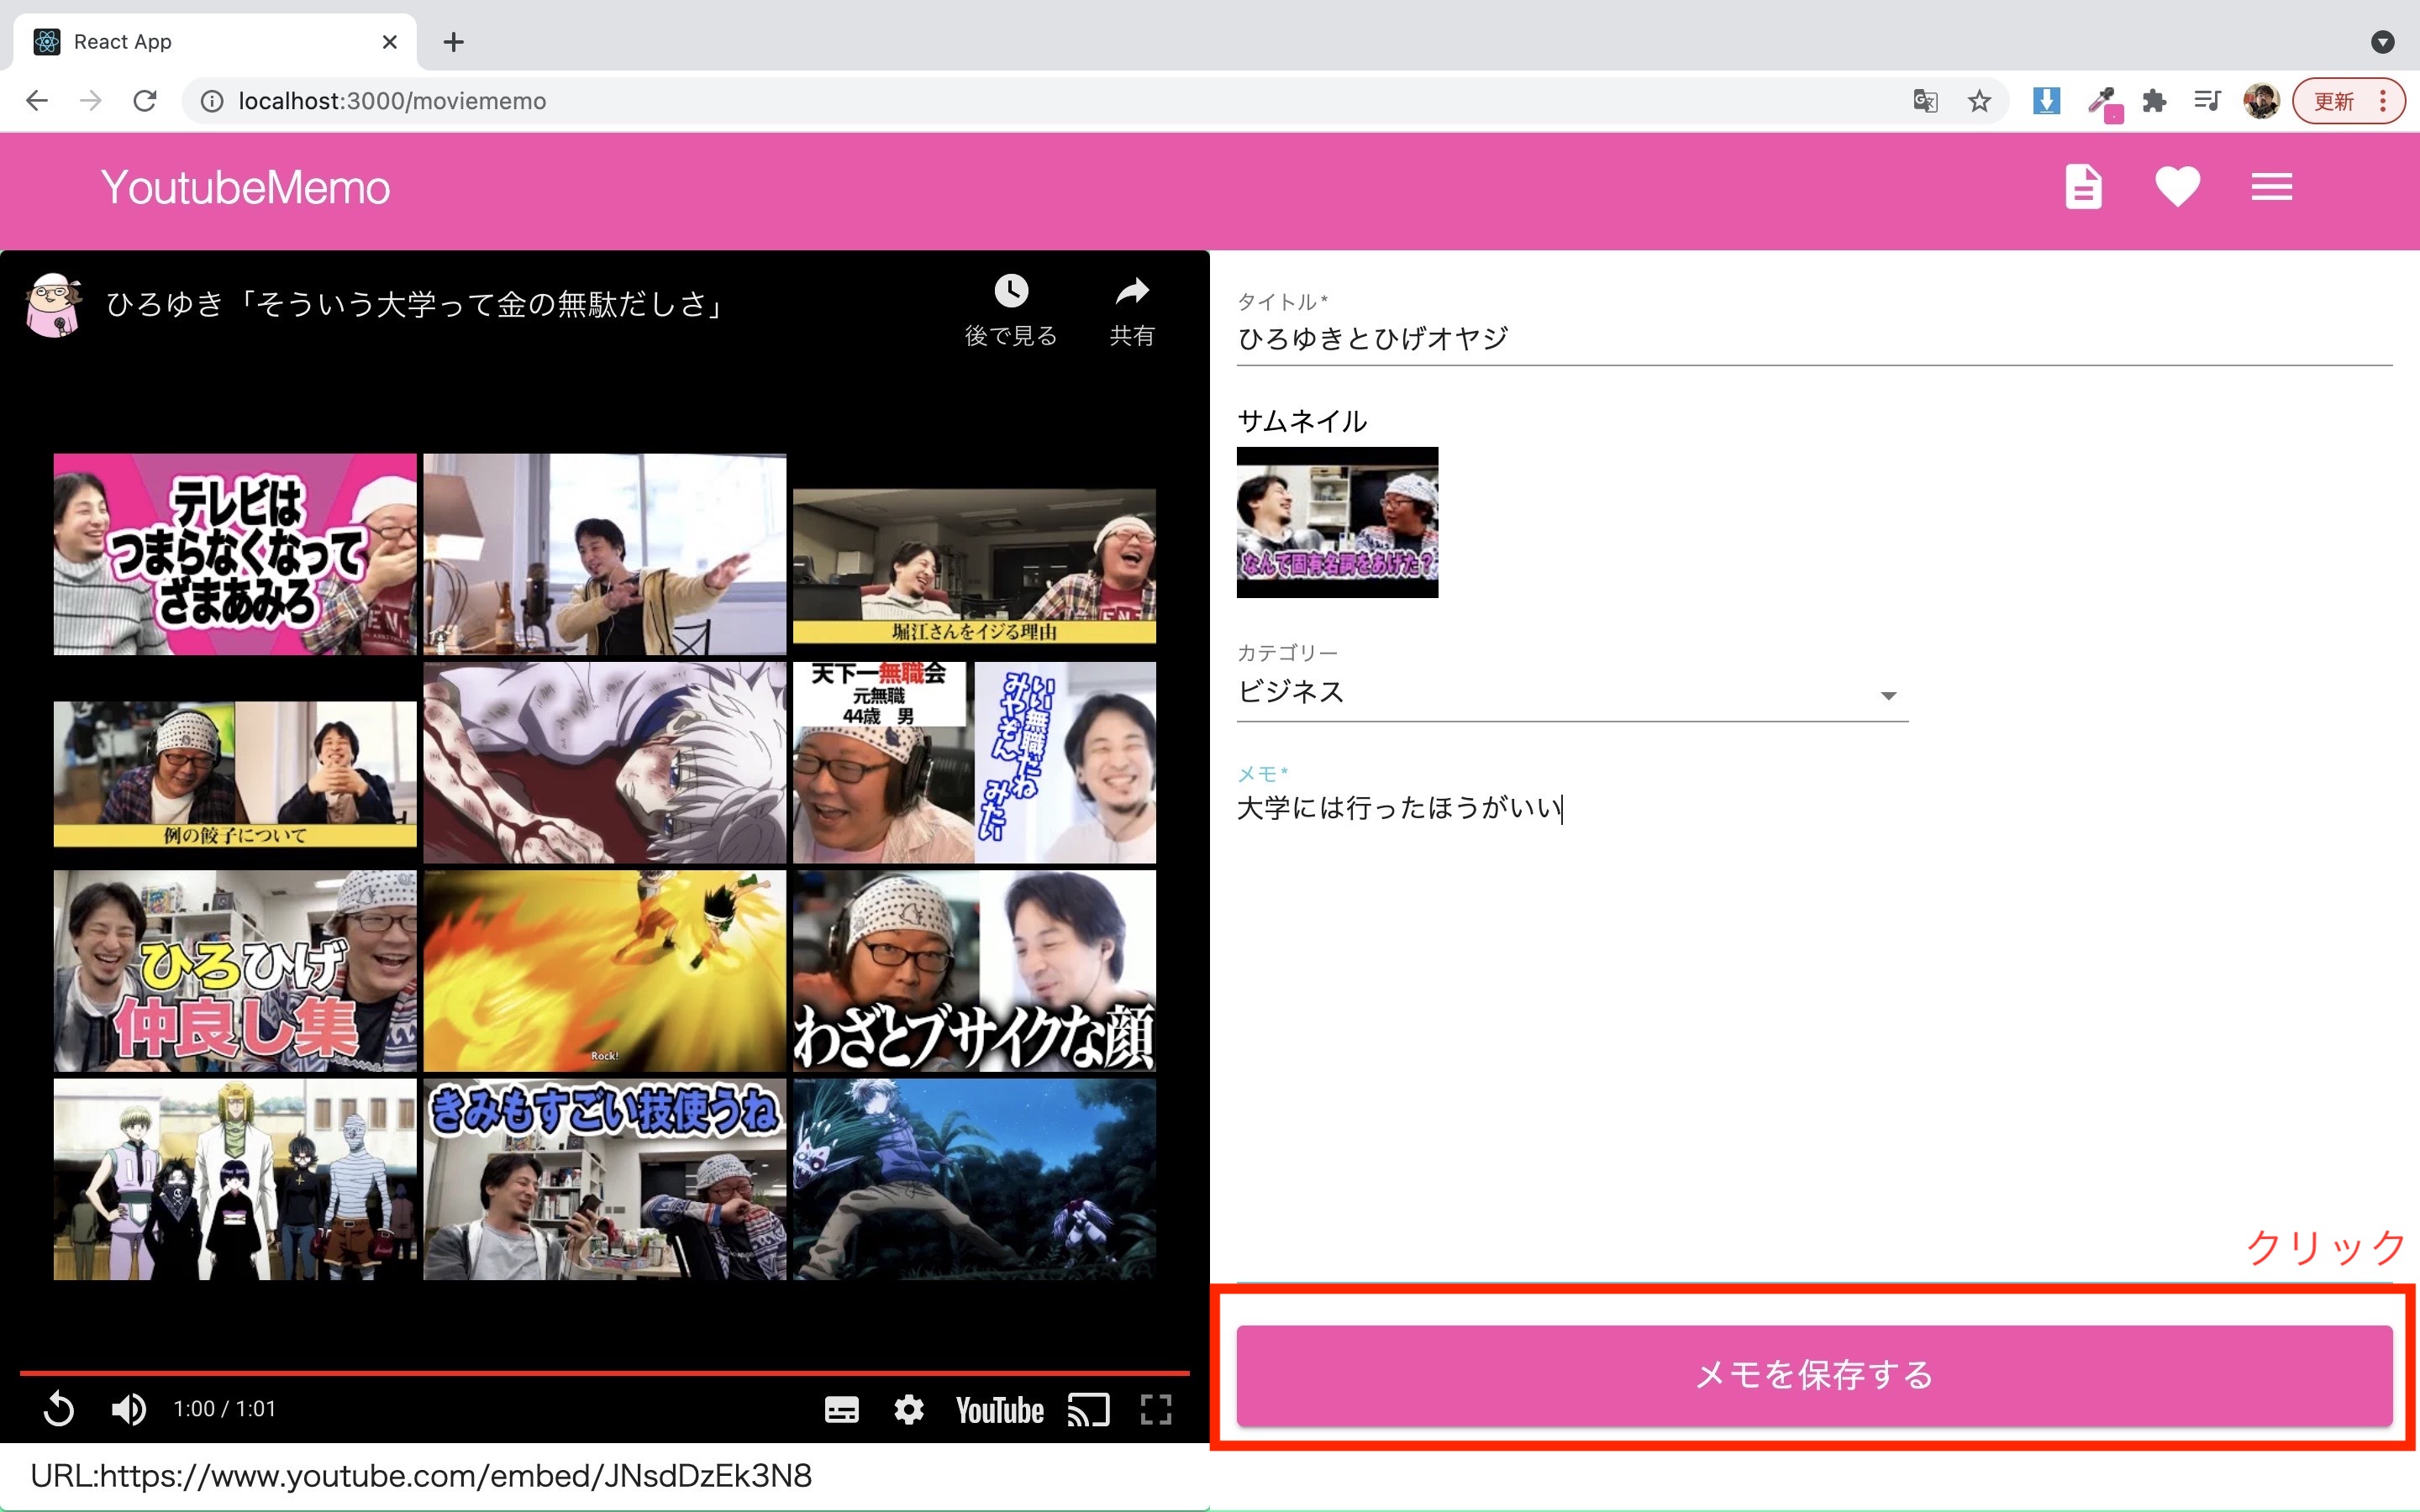 React App
localhost:3000/moviememo
更新
YoutubeMemo
ひろゆき「そういう大学って金の無駄だしさ」
後で見る
共有
テレビは
つまらなくなって
ざまあみろ
堀江さんをイジる理由
例の餃子について
天下一無職会
元無職
44歳 男
いい無職だね
みやぞん みたい
ひろひげ
仲良し集
Rock!
わざとブサイクな顔
きみもすごい技使うね
1:00 / 1:01
YouTube
URL:https://www.youtube.com/embed/JNsdDzEk3N8
タイトル*
ひろゆきとひげオヤジ
サムネイル
なんで固有名詞をあげた?
カテゴリー
ビジネス
メモ*
大学には行ったほうがいい
クリック
メモを保存する